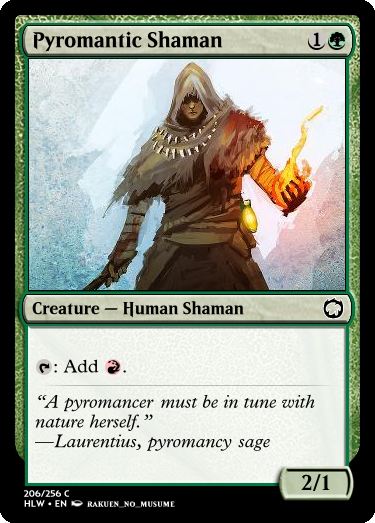 Pyromantic Shaman 1
Creature — Human Shaman
: Add .
“A pyromancer must be in tune with
nature herself.”
—Laurentius, pyromancy sage
2/1
206/256 C
HLW • EN RAKUEN_NO_MUSUME